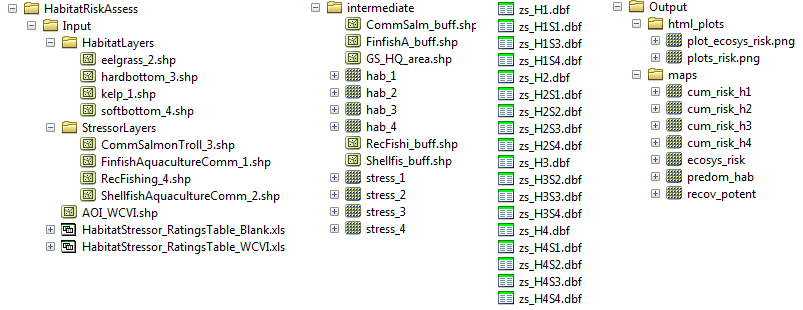 HabitatRiskAssess
Input
HabitatLayers
eelgrass_2.shp
hardbottom_3.shp
kelp_1.shp
softbottom_4.shp
StressorLayers
CommSalmonTroll_3.shp
FinfishAquacultureComm_1.shp
RecFishing_4.shp
ShellfishAquacultureComm_2.shp
AOI_WCVI.shp
HabitatStressor_RatingsTable_Blank.xls
HabitatStressor_RatingsTable_WCVI.xls
intermediate
CommSalm_buff.shp
FinfishA_buff.shp
GS_HQ_area.shp
hab_1
hab_2
hab_3
hab_4
RecFishi_buff.shp
Shellfis_buff.shp
stress_1
stress_2
stress_3
stress_4
zs_H1.dbf
zs_H1S1.dbf
zs_H1S3.dbf
zs_H1S4.dbf
zs_H2.dbf
zs_H2S1.dbf
zs_H2S2.dbf
zs_H2S3.dbf
zs_H2S4.dbf
zs_H3.dbf
zs_H3S2.dbf
zs_H3S3.dbf
zs_H3S4.dbf
zs_H4.dbf
zs_H4S1.dbf
zs_H4S2.dbf
zs_H4S3.dbf
zs_H4S4.dbf
Output
html_plots
plot_ecosys_risk.png
plots_risk.png
maps
cum_risk_h1
cum_risk_h2
cum_risk_h3
cum_risk_h4
ecosys_risk
predom_hab
recov_potent